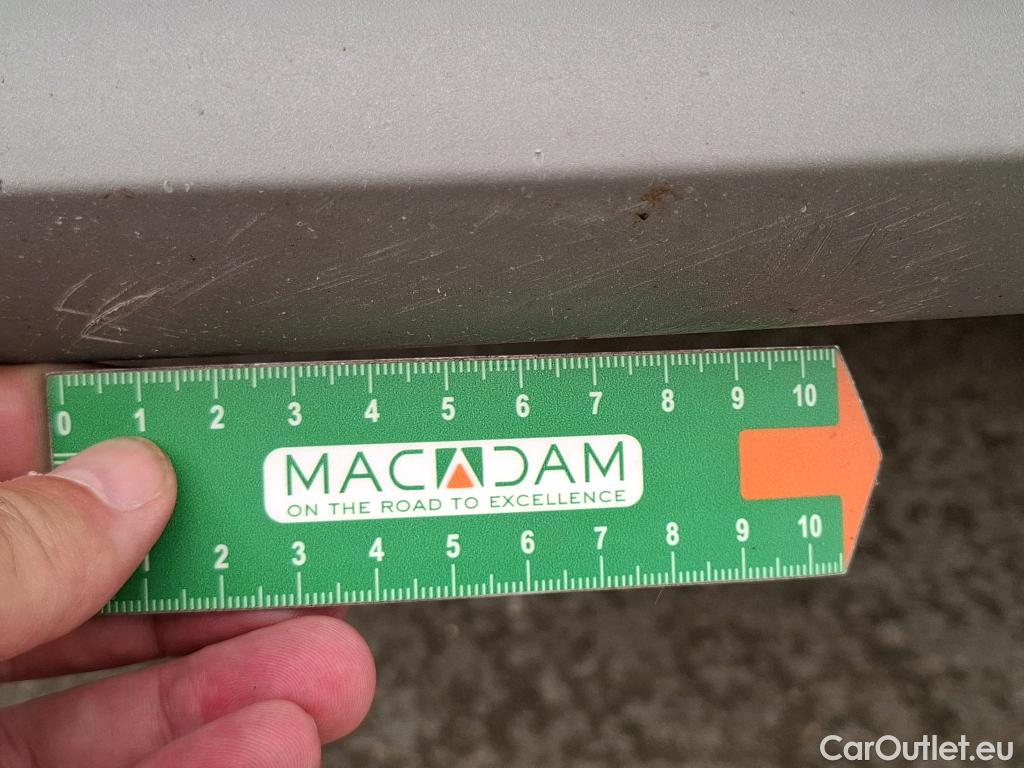 0 1 2 3 4 5 6 7 8 9 10
MACADAM
ON THE ROAD TO EXCELLENCE
1 2 3 4 5 6 7 8 9 10
CarOutlet.eu